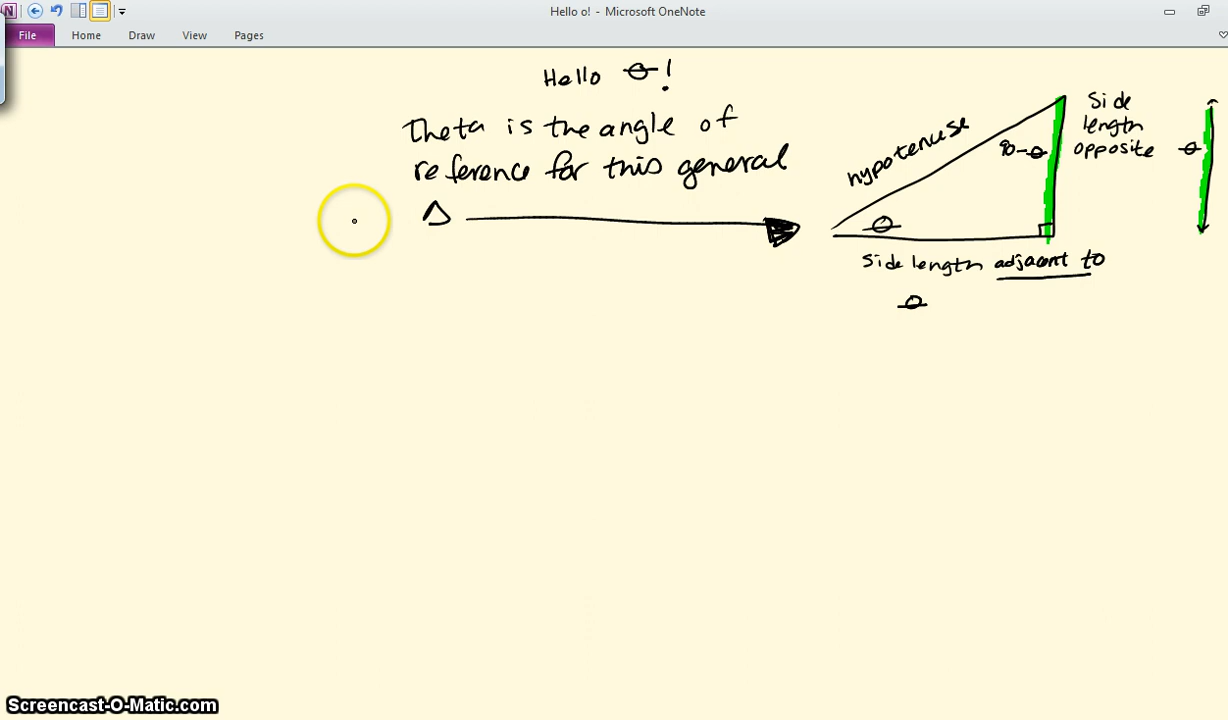 Hello o! - Microsoft OneNote
File Home Draw View Pages
Hello θ!
Theta is the angle of
reference for this general
Δ
hypotenuse
90-θ
θ
Side
length
opposite θ
Side length adjacent to
θ
Screencast-O-Matic.com